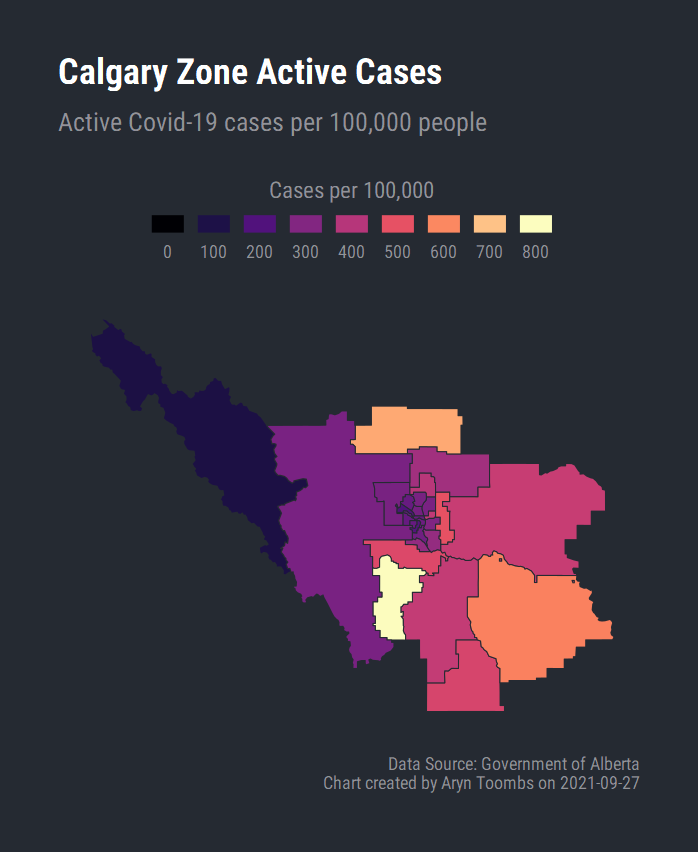 Calgary Zone Active Cases
Active Covid-19 cases per 100,000 people
Cases per 100,000
0 100 200 300 400 500 600 700 800
Data Source: Government of Alberta
Chart created by Aryn Toombs on 2021-09-27